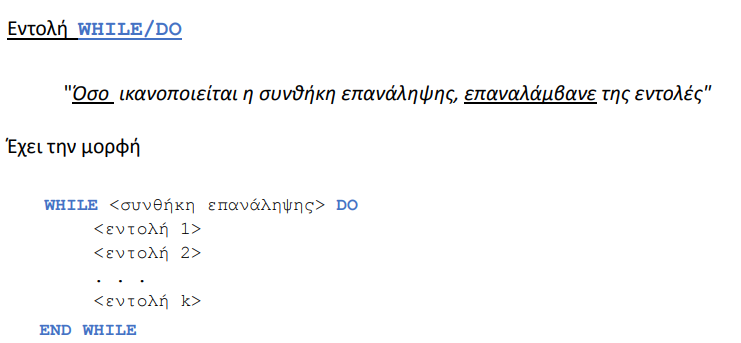 Εντολή WHILE/DO
"Όσο ικανοποιείται η συνθήκη επανάληψης, επαναλάμβανε της εντολές"
Έχει την μορφή
WHILE <συνθήκη επανάληψης> DO
<εντολή 1>
<εντολή 2>
. . .
<εντολή k>
END WHILE